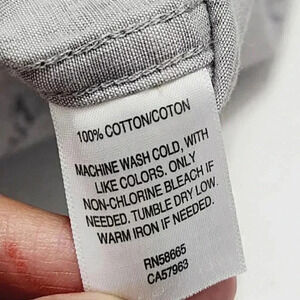 100% COTTON/COTON
MACHINE WASH COLD, WITH
LIKE COLORS. ONLY
NON-CHLORINE BLEACH IF
NEEDED. TUMBLE DRY LOW.
WARM IRON IF NEEDED.
RN58665
CA57963